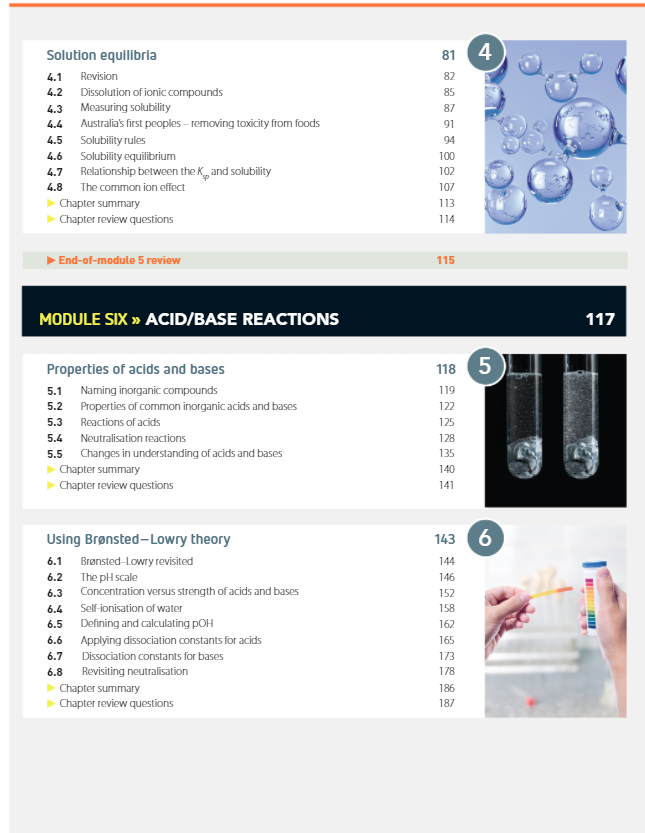 Solution equilibria 81 4
4.1 Revision 82
4.2 Dissolution of ionic compounds 85
4.3 Measuring solubility 87
4.4 Australia's first peoples – removing toxicity from foods 91
4.5 Solubility rules 94
4.6 Solubility equilibrium 100
4.7 Relationship between the Ksp and solubility 102
4.8 The common ion effect 107
▶ Chapter summary 113
▶ Chapter review questions 114
▶ End-of-module 5 review 115
MODULE SIX » ACID/BASE REACTIONS 117
Properties of acids and bases 118 5
5.1 Naming inorganic compounds 119
5.2 Properties of common inorganic acids and bases 122
5.3 Reactions of acids 125
5.4 Neutralisation reactions 128
5.5 Changes in understanding of acids and bases 135
▶ Chapter summary 140
▶ Chapter review questions 141
Using Brønsted–Lowry theory 143 6
6.1 Brønsted–Lowry revisited 144
6.2 The pH scale 146
6.3 Concentration versus strength of acids and bases 152
6.4 Self-ionisation of water 158
6.5 Defining and calculating pOH 162
6.6 Applying dissociation constants for acids 165
6.7 Dissociation constants for bases 173
6.8 Revisiting neutralisation 178
▶ Chapter summary 186
▶ Chapter review questions 187